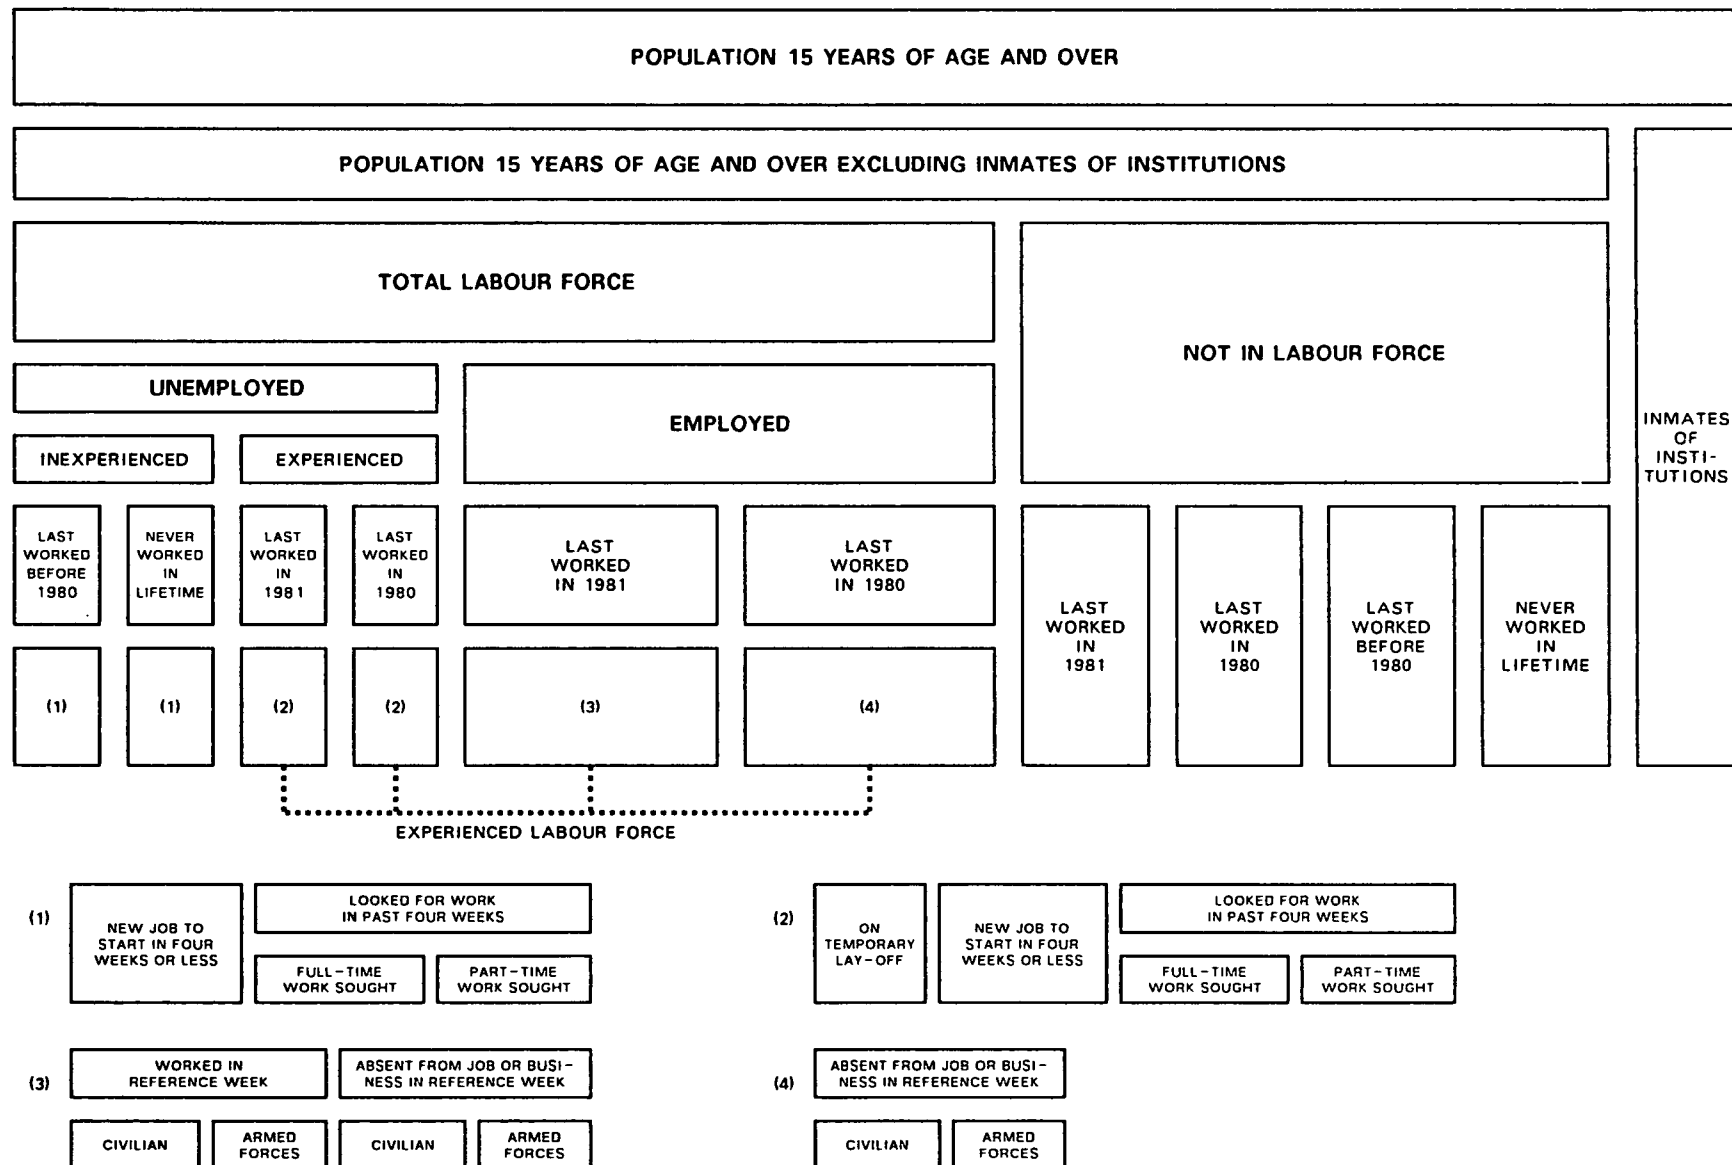 POPULATION 15 YEARS OF AGE AND OVER
POPULATION 15 YEARS OF AGE AND OVER EXCLUDING INMATES OF INSTITUTIONS
TOTAL LABOUR FORCE
NOT IN LABOUR FORCE
INMATES
OF
INSTI-
TUTIONS
UNEMPLOYED
EMPLOYED
INEXPERIENCED
EXPERIENCED
LAST
WORKED
BEFORE
1980
NEVER
WORKED
IN
LIFETIME
LAST
WORKED
IN
1981
LAST
WORKED
IN
1980
LAST
WORKED
IN 1981
LAST
WORKED
IN 1980
LAST
WORKED
IN
1981
LAST
WORKED
IN
1980
LAST
WORKED
BEFORE
1980
NEVER
WORKED
IN
LIFETIME
(1)
(1)
(2)
(2)
(3)
(4)
EXPERIENCED LABOUR FORCE
(1)
NEW JOB TO
START IN FOUR
WEEKS OR LESS
LOOKED FOR WORK
IN PAST FOUR WEEKS
FULL-TIME
WORK SOUGHT
PART-TIME
WORK SOUGHT
(2)
ON
TEMPORARY
LAY-OFF
NEW JOB TO
START IN FOUR
WEEKS OR LESS
LOOKED FOR WORK
IN PAST FOUR WEEKS
FULL-TIME
WORK SOUGHT
PART-TIME
WORK SOUGHT
(3)
WORKED IN
REFERENCE WEEK
ABSENT FROM JOB OR BUSI-
NESS IN REFERENCE WEEK
CIVILIAN
ARMED
FORCES
CIVILIAN
ARMED
FORCES
(4)
ABSENT FROM JOB OR BUSI-
NESS IN REFERENCE WEEK
CIVILIAN
ARMED
FORCES